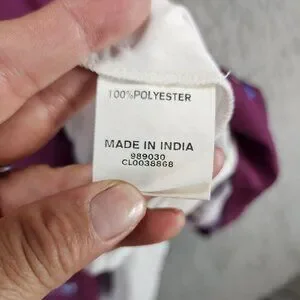 100% POLYESTER
MADE IN INDIA
989030
CL0038868